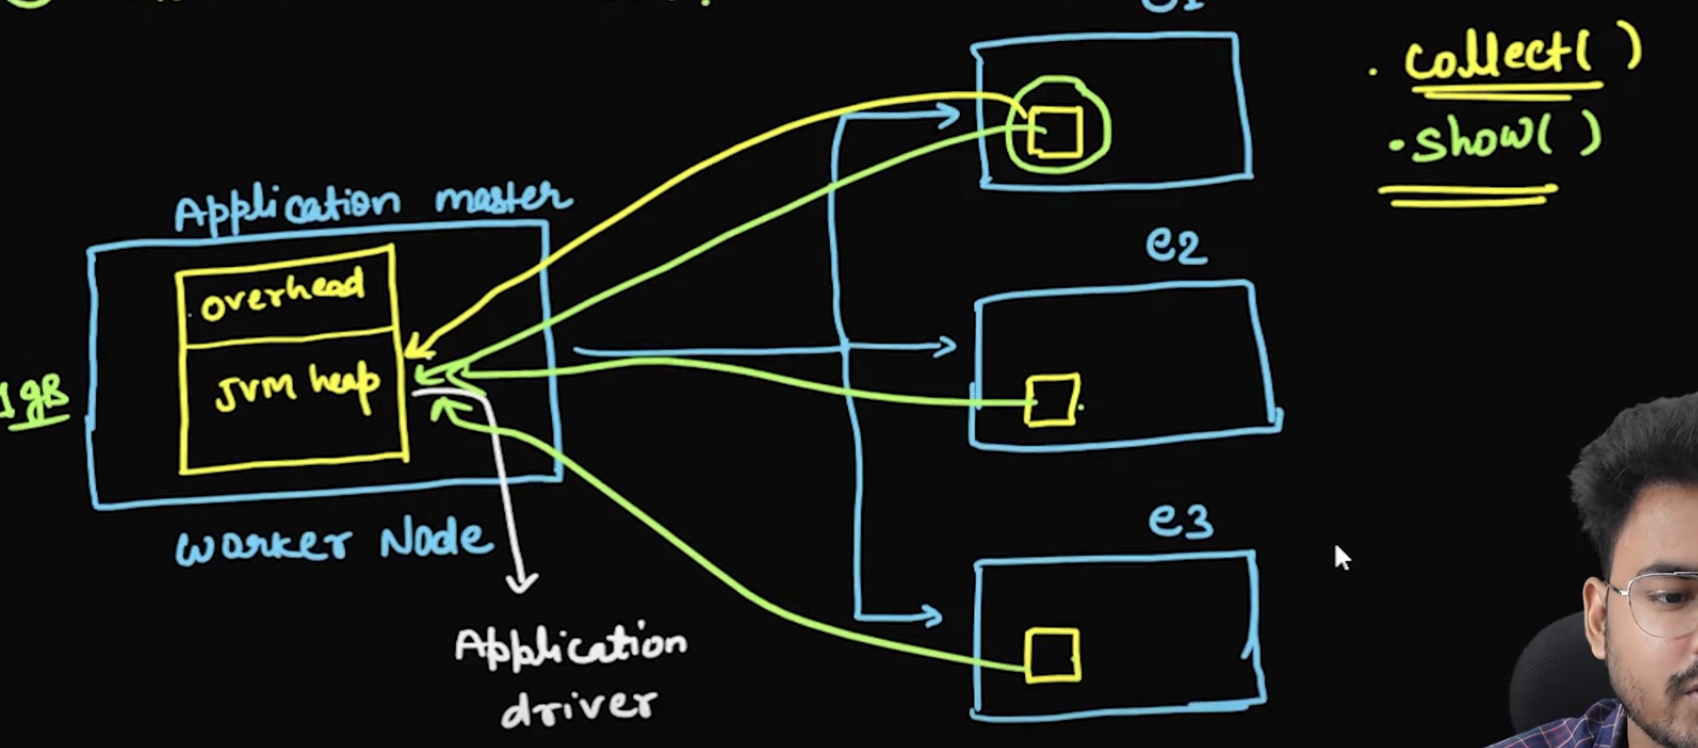 . collect( )
. show( )
Application master
e2
overhead
JVM heap
1gB
e3
Worker Node
Application
driver